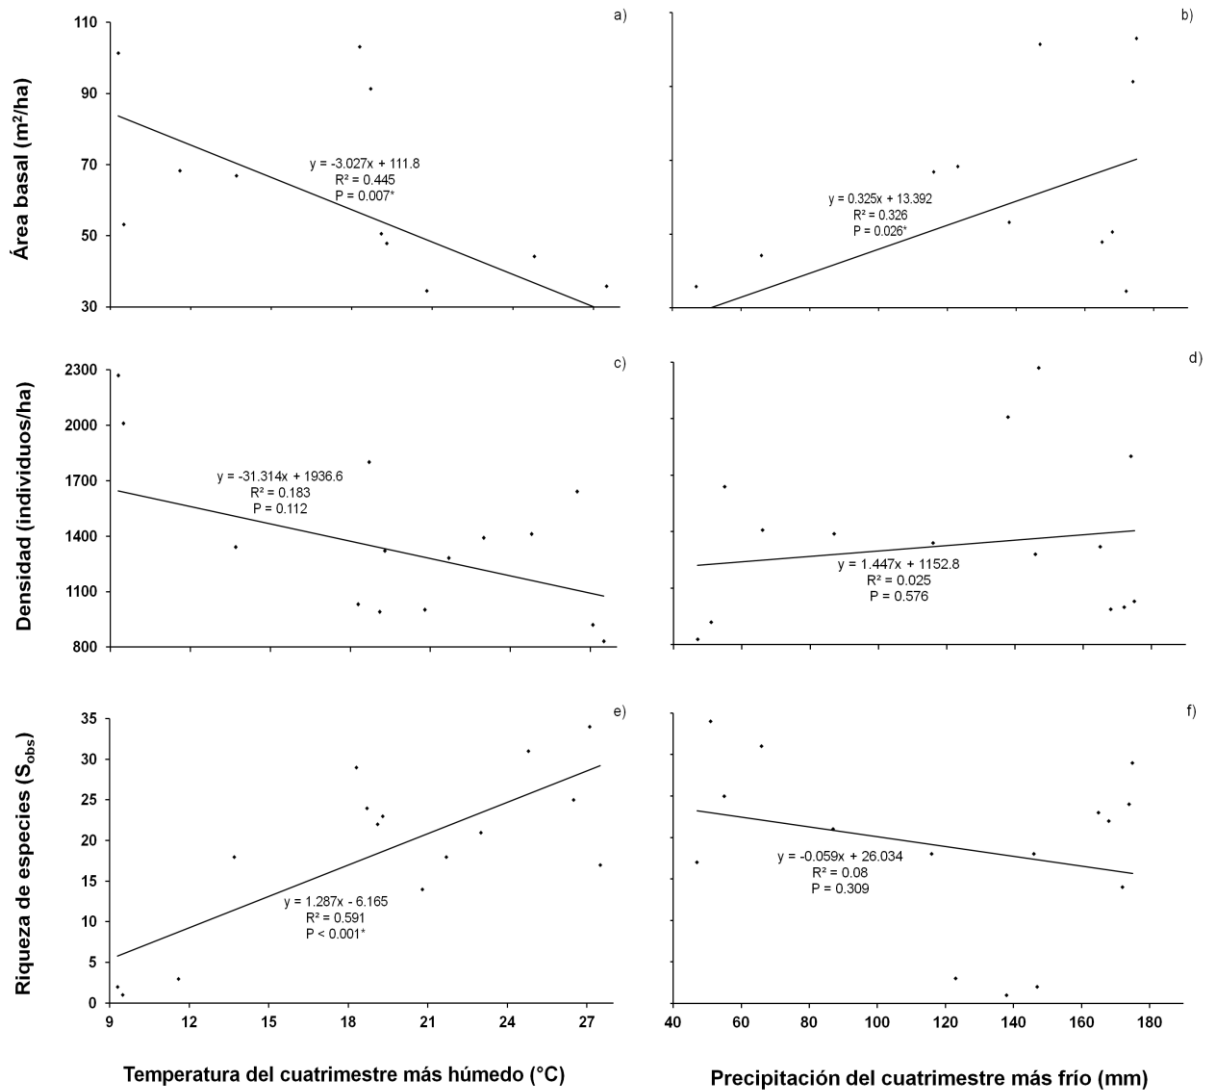 a)
b)
Área basal (m²/ha)
110
90
70
50
30
y = -3.027x + 111.8
R² = 0.445
P = 0.007*
y = 0.325x + 13.392
R² = 0.326
P = 0.026*
c)
d)
Densidad (individuos/ha)
2300
2000
1700
1400
1100
800
y = -31.314x + 1936.6
R² = 0.183
P = 0.112
y = 1.447x + 1152.8
R² = 0.025
P = 0.576
e)
f)
Riqueza de especies (Sobs)
35
30
25
20
15
10
5
0
y = 1.287x - 6.165
R² = 0.591
P < 0.001*
y = -0.059x + 26.034
R² = 0.08
P = 0.309
9 12 15 18 21 24 27
40 60 80 100 120 140 160 180
Temperatura del cuatrimestre más húmedo (°C)
Precipitación del cuatrimestre más frío (mm)